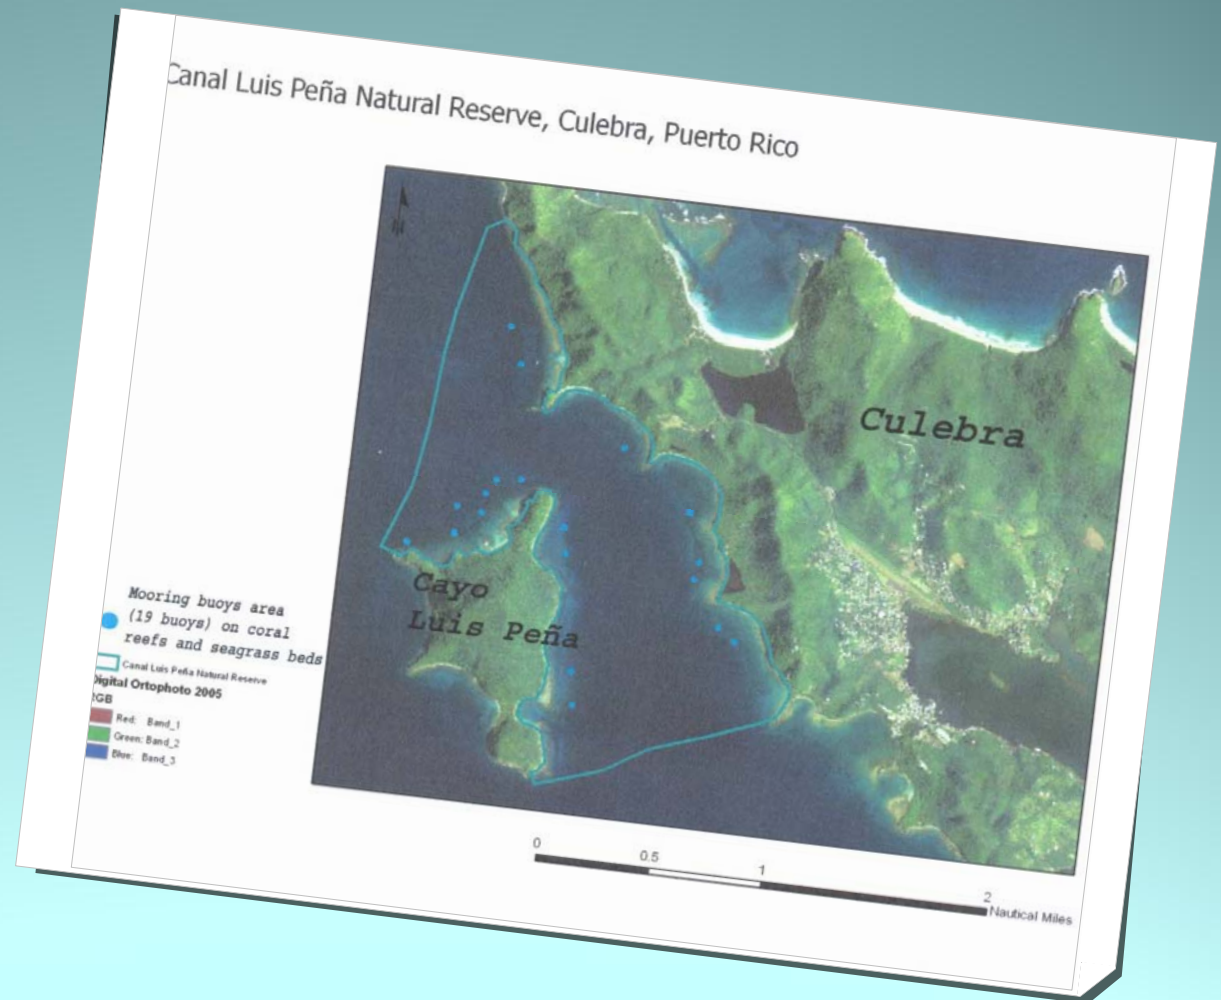 Canal Luis Peña Natural Reserve, Culebra, Puerto Rico
N
Culebra
Cayo
Luis Peña
Mooring buoys area
(19 buoys) on coral
reefs and seagrass beds
Canal Luis Peña Natural Reserve
Digital Ortophoto 2005
RGB
Red: Band_1
Green: Band_2
Blue: Band_3
0 0.5 1 2
Nautical Miles